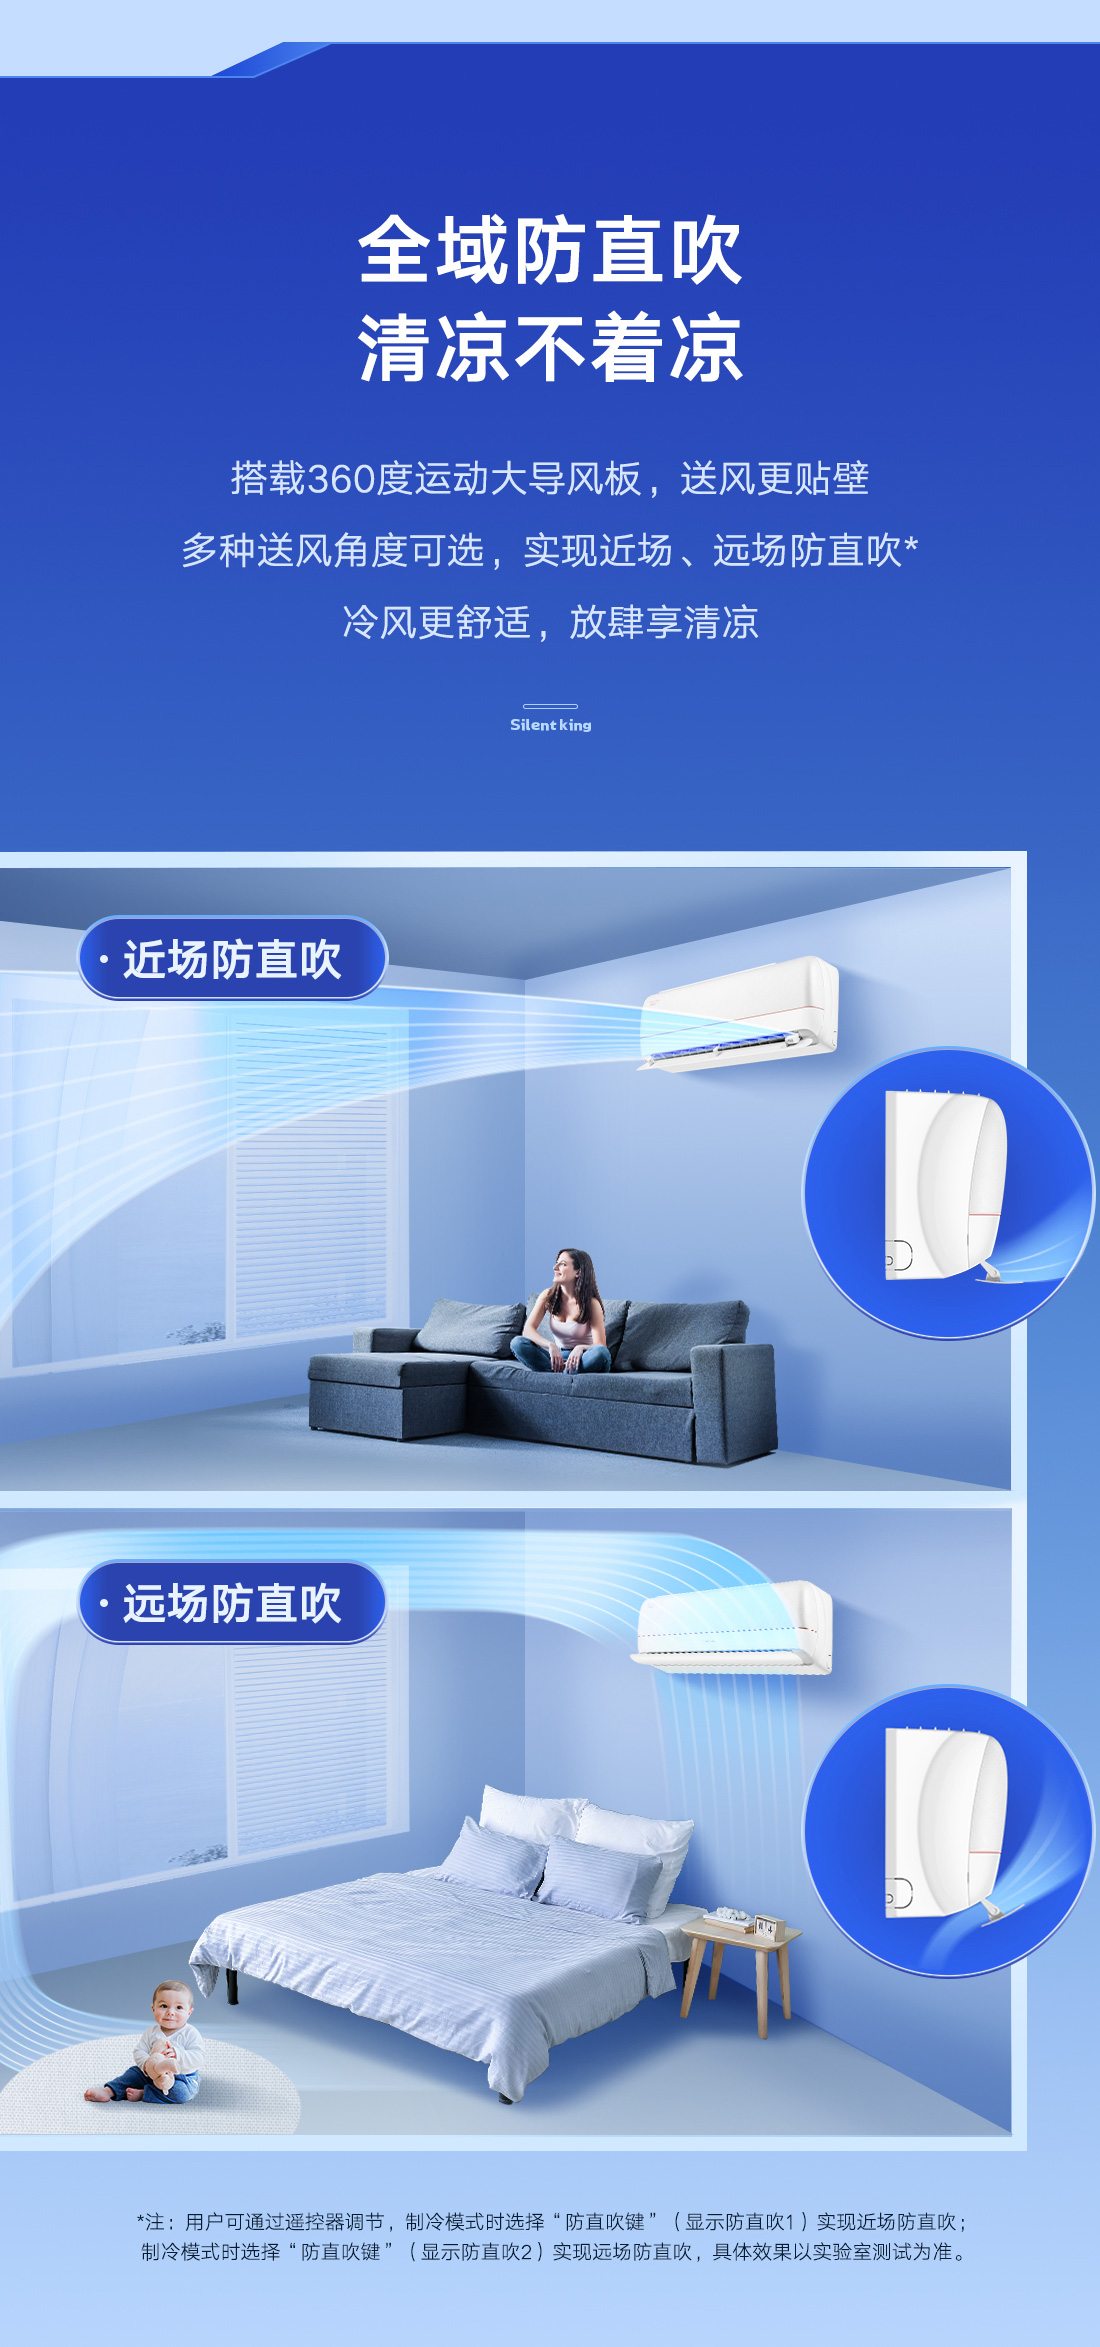 全域防直吹
清凉不着凉
搭载360度运动大导风板，送风更贴壁
多种送风角度可选，实现近场、远场防直吹*
冷风更舒适，放肆享清凉
Silent king
· 近场防直吹
· 远场防直吹
*注：用户可通过遥控器调节，制冷模式时选择“防直吹键”（显示防直吹1）实现近场防直吹；
制冷模式时选择“防直吹键”（显示防直吹2）实现远场防直吹，具体效果以实验室测试为准。